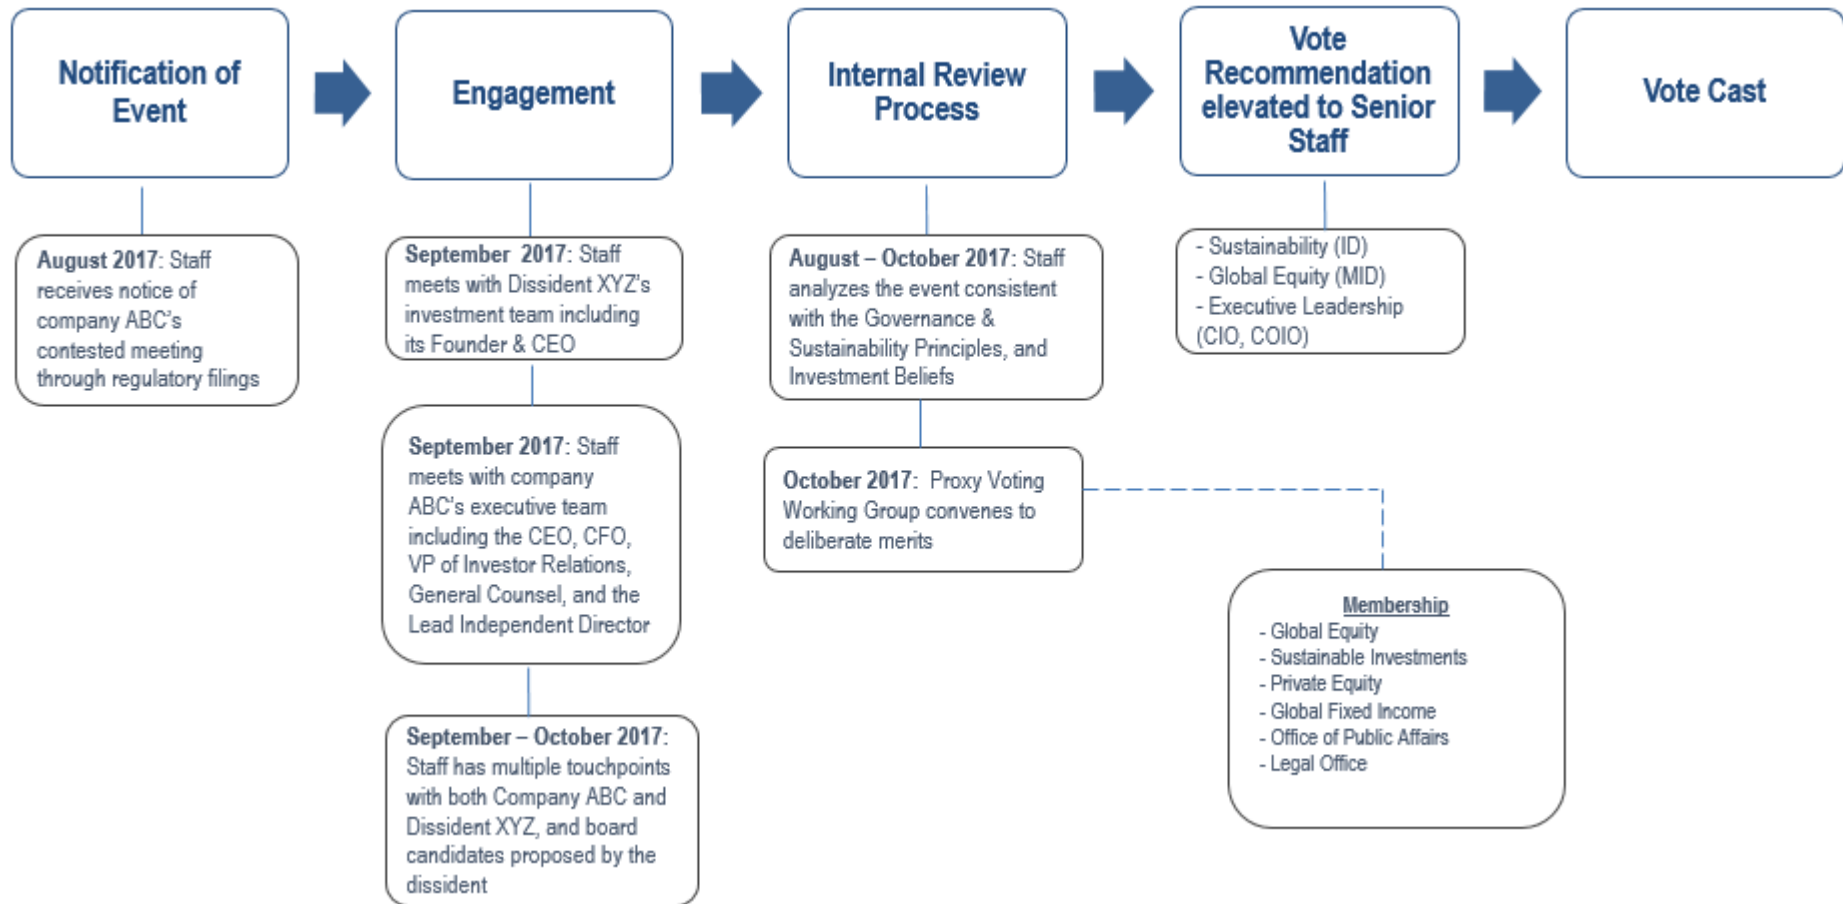 Notification of
Event
Engagement
Internal Review
Process
Vote
Recommendation
elevated to Senior
Staff
Vote Cast
August 2017: Staff
receives notice of
company ABC's
contested meeting
through regulatory filings
September 2017: Staff
meets with Dissident XYZ's
investment team including
its Founder & CEO
September 2017: Staff
meets with company
ABC's executive team
including the CEO, CFO,
VP of Investor Relations,
General Counsel, and the
Lead Independent Director
September – October 2017:
Staff has multiple touchpoints
with both Company ABC and
Dissident XYZ, and board
candidates proposed by the
dissident
August – October 2017: Staff
analyzes the event consistent
with the Governance &
Sustainability Principles, and
Investment Beliefs
October 2017: Proxy Voting
Working Group convenes to
deliberate merits
- Sustainability (ID)
- Global Equity (MID)
- Executive Leadership
(CIO, COIO)
Membership
- Global Equity
- Sustainable Investments
- Private Equity
- Global Fixed Income
- Office of Public Affairs
- Legal Office